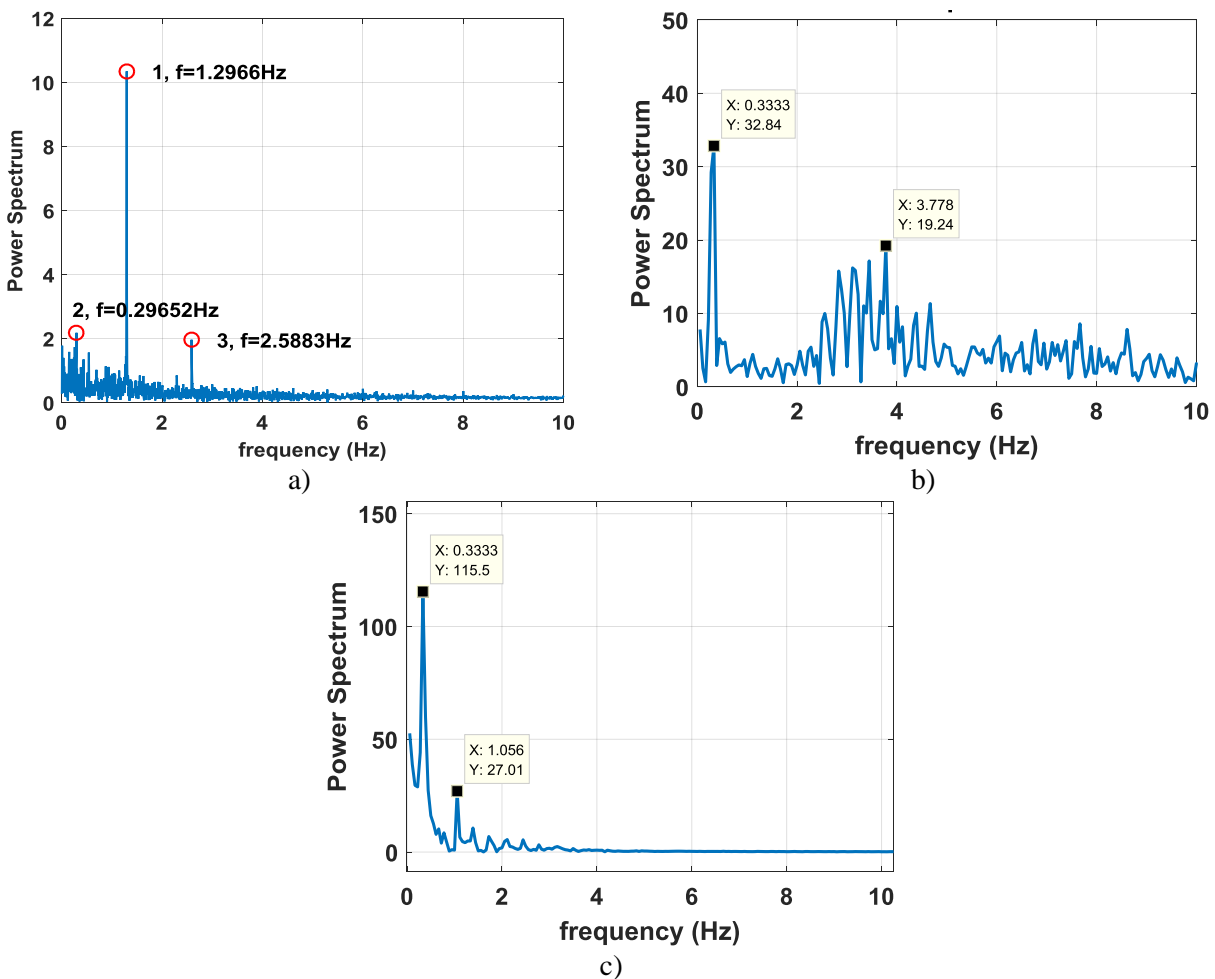 12
10
8
6
4
2
0
Power Spectrum
1, f=1.2966Hz
2, f=0.29652Hz
3, f=2.5883Hz
0 2 4 6 8 10
frequency (Hz)
a)
50
40
30
20
10
0
Power Spectrum
X: 0.3333
Y: 32.84
X: 3.778
Y: 19.24
0 2 4 6 8 10
frequency (Hz)
b)
150
100
50
0
Power Spectrum
X: 0.3333
Y: 115.5
X: 1.056
Y: 27.01
0 2 4 6 8 10
frequency (Hz)
c)